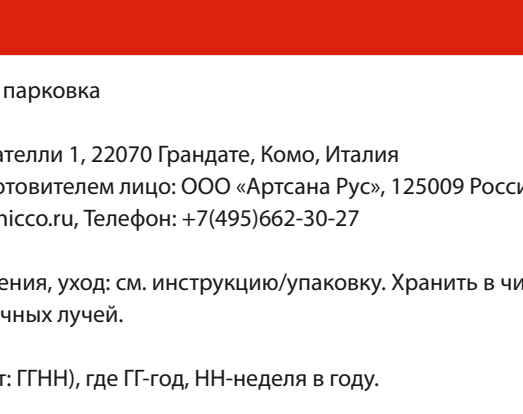 парковка
ателли 1, 22070 Грандате, Комо, Италия
отовителем лицо: ООО «Артсана Рус», 125009 Росси
hicco.ru, Телефон: +7(495)662-30-27
ения, уход: см. инструкцию/упаковку. Хранить в чи
чных лучей.
т: ГГНН), где ГГ-год, НН-неделя в году.